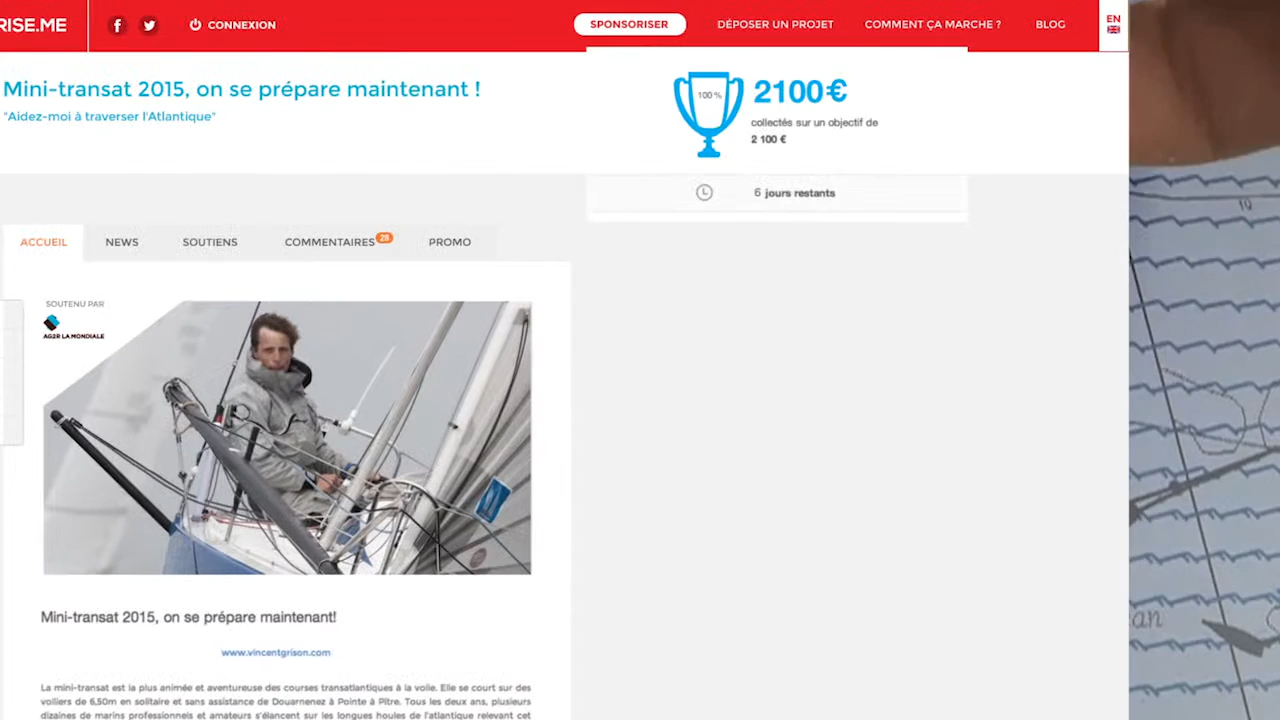 RISE.ME
CONNEXION
SPONSORISER
DÉPOSER UN PROJET
COMMENT ÇA MARCHE ?
BLOG
EN
Mini-transat 2015, on se prépare maintenant !
"Aidez-moi à traverser l'Atlantique"
100 %
2100€
collectés sur un objectif de
2 100 €
6 jours restants
ACCUEIL
NEWS
SOUTIENS
COMMENTAIRES 28
PROMO
SOUTENU PAR
AG2R LA MONDIALE
Mini-transat 2015, on se prépare maintenant!
www.vincentgrison.com
La mini-transat est la plus animée et aventureuse des courses transatlantiques à la voile. Elle se court sur des
voiliers de 6,50m en solitaire et sans assistance de Douarnenez à Pointe à Pitre. Tous les deux ans, plusieurs
dizaines de marins professionnels et amateurs s'élancent sur les longues houles de l'atlantique relevant cet